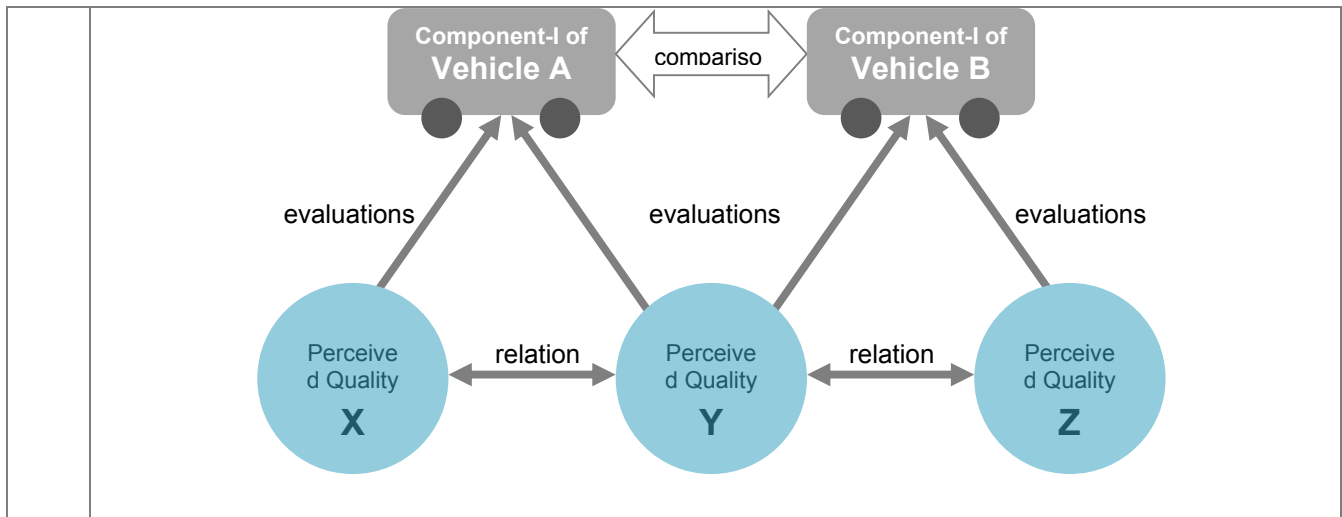 Component-I of
Vehicle A
compariso
Component-I of
Vehicle B
evaluations
evaluations
evaluations
Perceive
d Quality
X
relation
Perceive
d Quality
Y
relation
Perceive
d Quality
Z